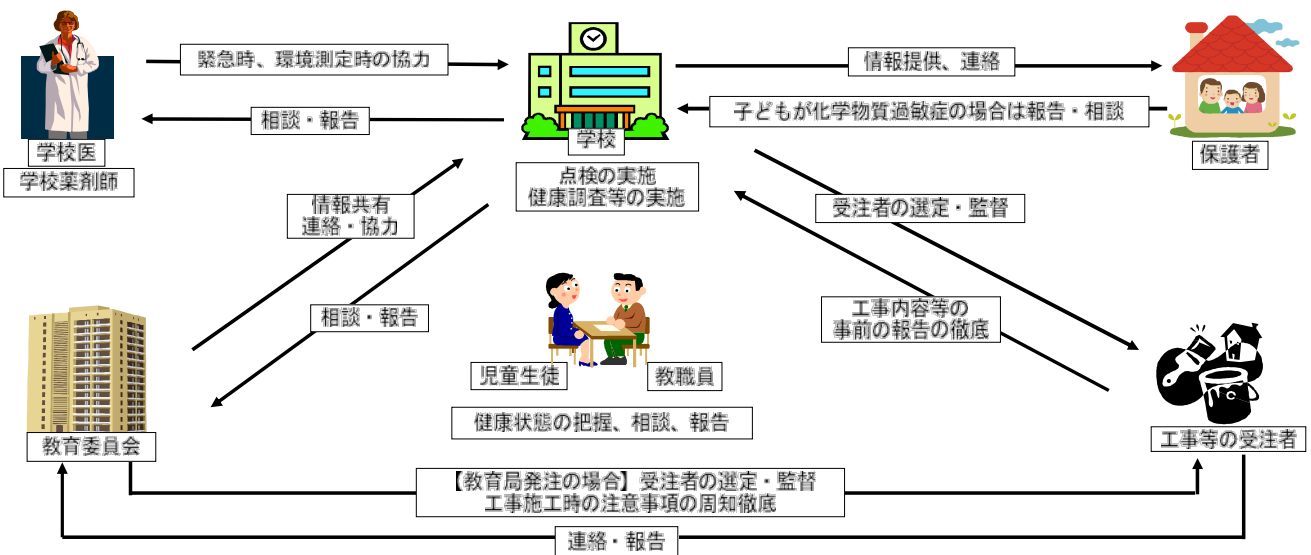 緊急時、環境測定時の協力
相談・報告
学校医
学校薬剤師
学校
点検の実施
健康調査等の実施
情報提供、連絡
子どもが化学物質過敏症の場合は報告・相談
保護者
情報共有
連絡・協力
相談・報告
受注者の選定・監督
工事内容等の
事前の報告の徹底
児童生徒
教職員
健康状態の把握、相談、報告
教育委員会
工事等の受注者
【教育局発注の場合】受注者の選定・監督
工事施工時の注意事項の周知徹底
連絡・報告